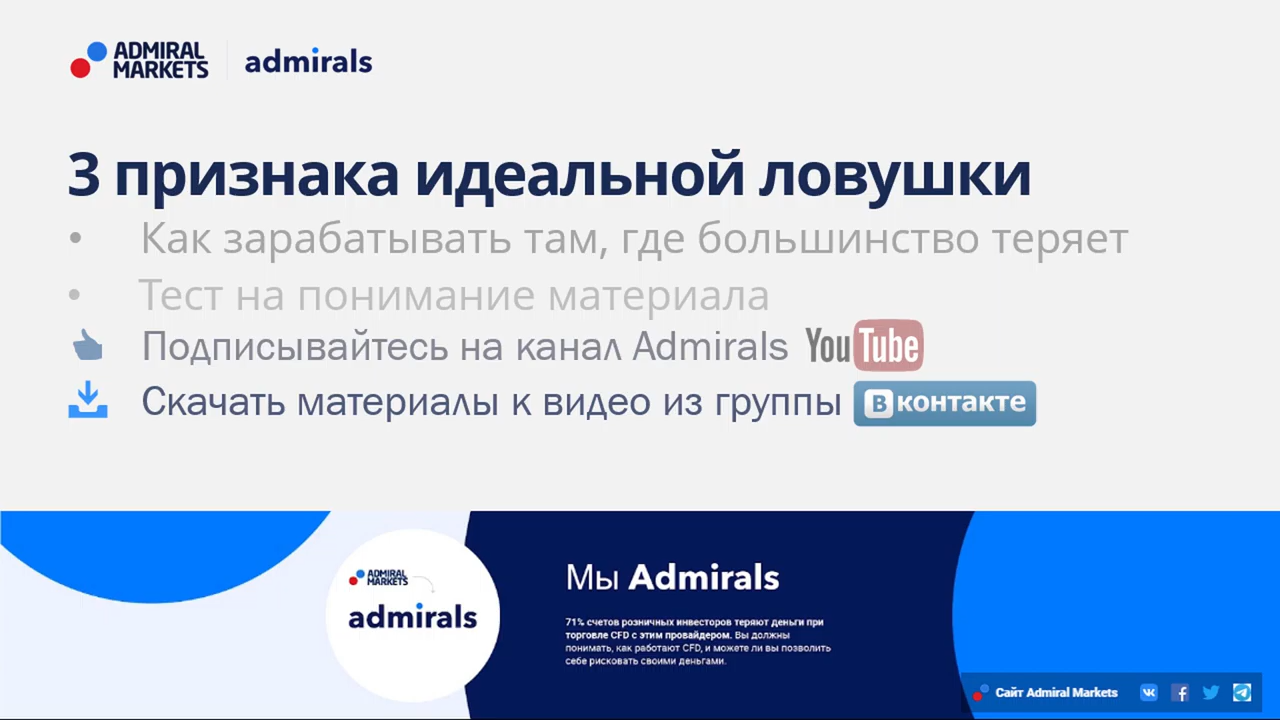 ADMIRAL
MARKETS
admirals
3 признака идеальной ловушки
• Как зарабатывать там, где большинство теряет
• Тест на понимание материала
Подписывайтесь на канал Admirals YouTube
Скачать материалы к видео из группы В контакте
ADMIRAL
MARKETS
admirals
Мы Admirals
71% счетов розничных инвесторов теряют деньги при
торговле CFD с этим провайдером. Вы должны
понимать, как работают CFD, и можете ли вы позволить
себе рисковать своими деньгами.
Сайт Admiral Markets